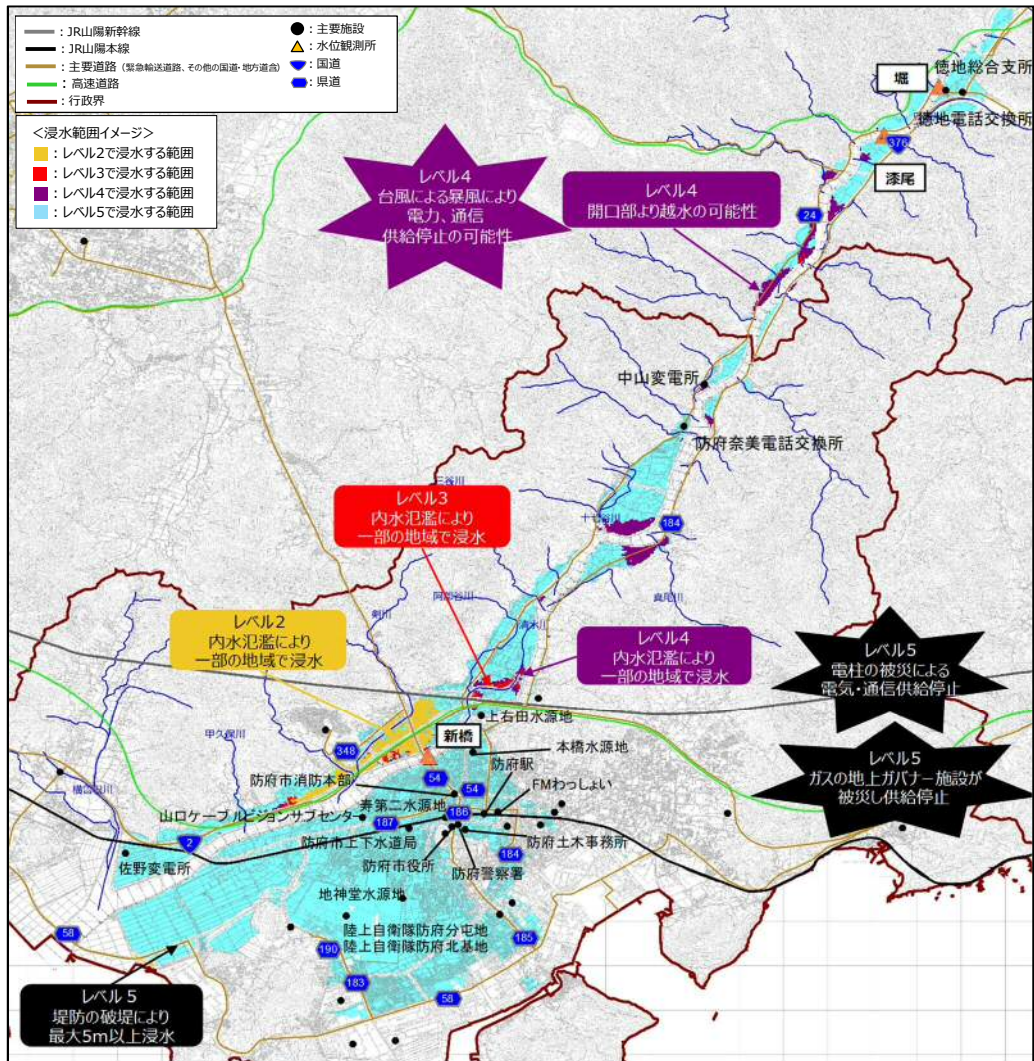 ：JR山陽新幹線
：JR山陽本線
：主要道路（緊急輸送道路、その他の国道・地方道含）
：高速道路
：行政界
：主要施設
：水位観測所
：国道
：県道
＜浸水範囲イメージ＞
：レベル2で浸水する範囲
：レベル3で浸水する範囲
：レベル4で浸水する範囲
：レベル5で浸水する範囲
堀
徳地総合支所
徳地電話交換所
376
漆尾
レベル4
台風による暴風により
電力、通信
供給停止の可能性
レベル4
開口部より越水の可能性
24
中山変電所
防府奈美電話交換所
三谷川
レベル3
内水氾濫により
一部の地域で浸水
184
阿部谷川
真尾川
剣川
清水川
レベル2
内水氾濫により
一部の地域で浸水
レベル4
内水氾濫により
一部の地域で浸水
レベル5
電柱の被災による
電気・通信供給停止
上右田水源地
新橋
甲久保川
348
本橋水源地
防府駅
レベル5
ガスの地上ガバナー施設が
被災し供給停止
防府市消防本部
54
54
FMわっしょい
寿第二水源地
186
山口ケーブルビジョンサブセンター
187
防府市上下水道局
防府土木事務所
2
佐野変電所
防府市役所
防府警察署
184
地神堂水源地
陸上自衛隊防府分屯地
陸上自衛隊防府北基地
185
58
190
183
58
レベル５
堤防の破堤により
最大5m以上浸水